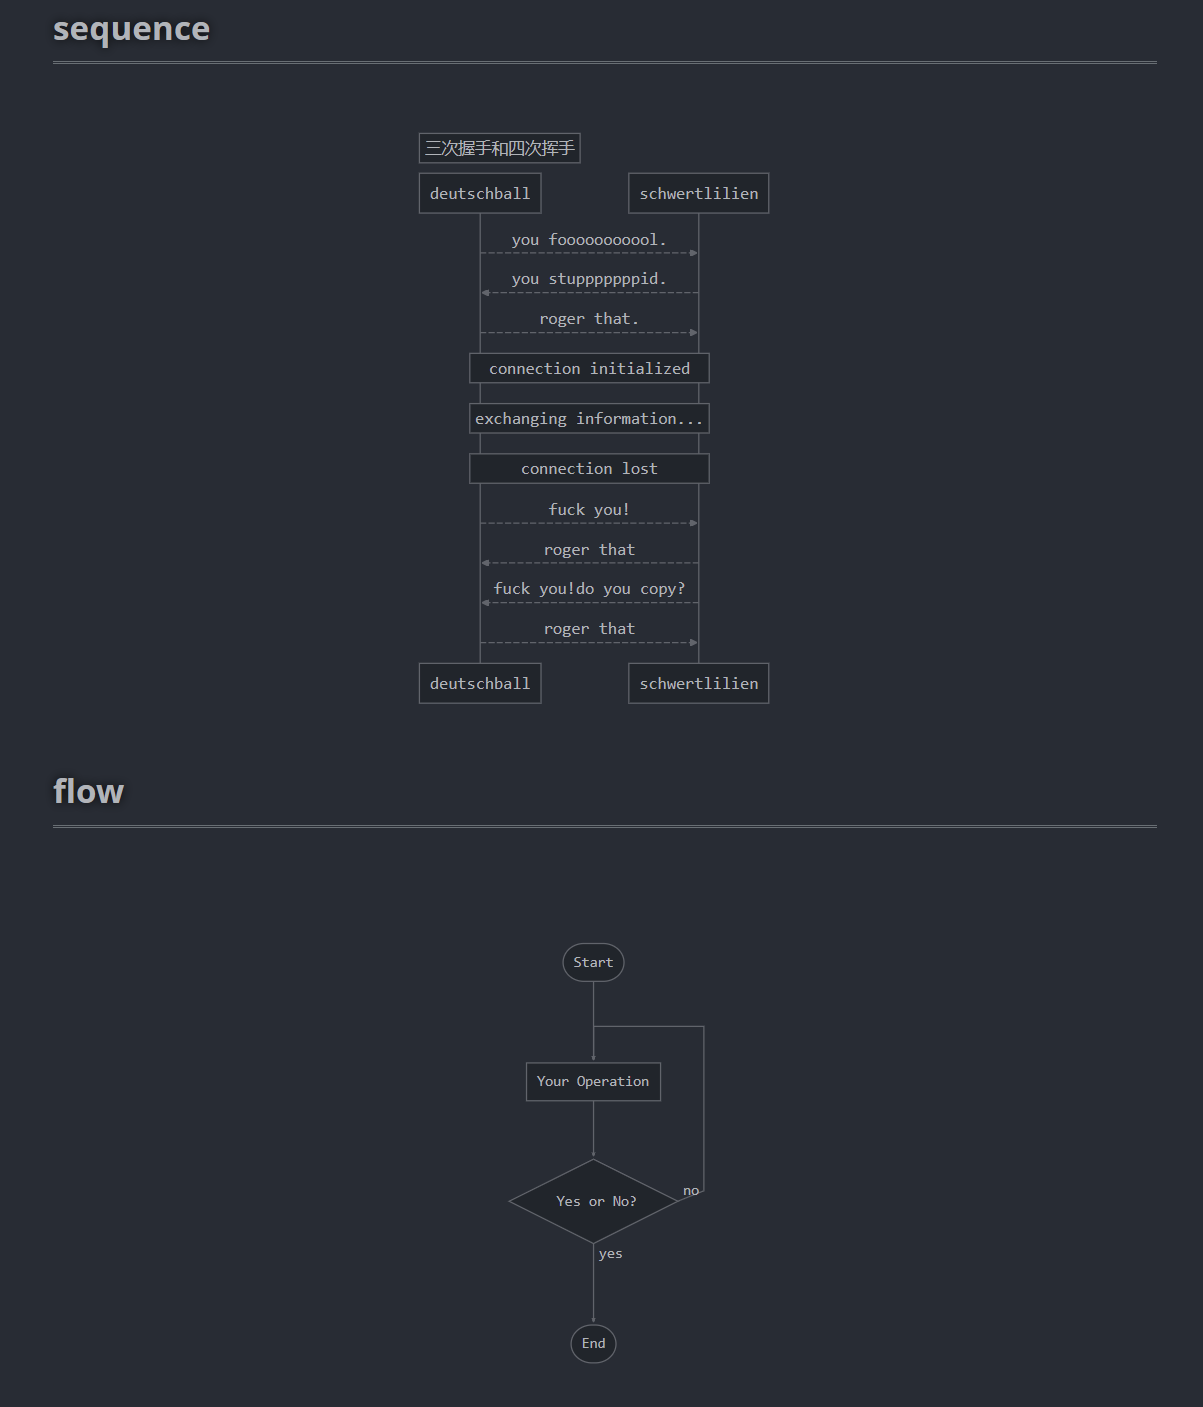 sequence
三次握手和四次挥手
deutschball
schwertlilien
you fooooooooool.
you stupppppppid.
roger that.
connection initialized
exchanging information...
connection lost
fuck you!
roger that
fuck you!do you copy?
roger that
deutschball
schwertlilien
flow
Start
Your Operation
Yes or No?
no
yes
End